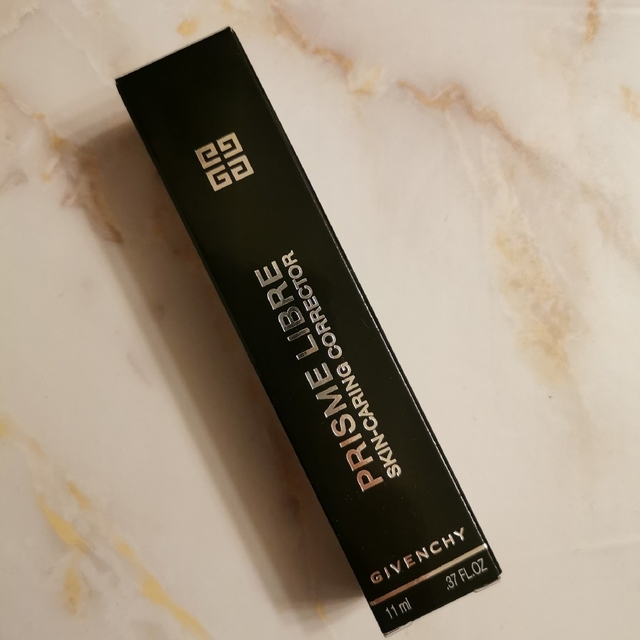 PRISME LIBRE
SKIN-CARING CORRECTOR
GIVENCHY
11 ml .37 FL.OZ